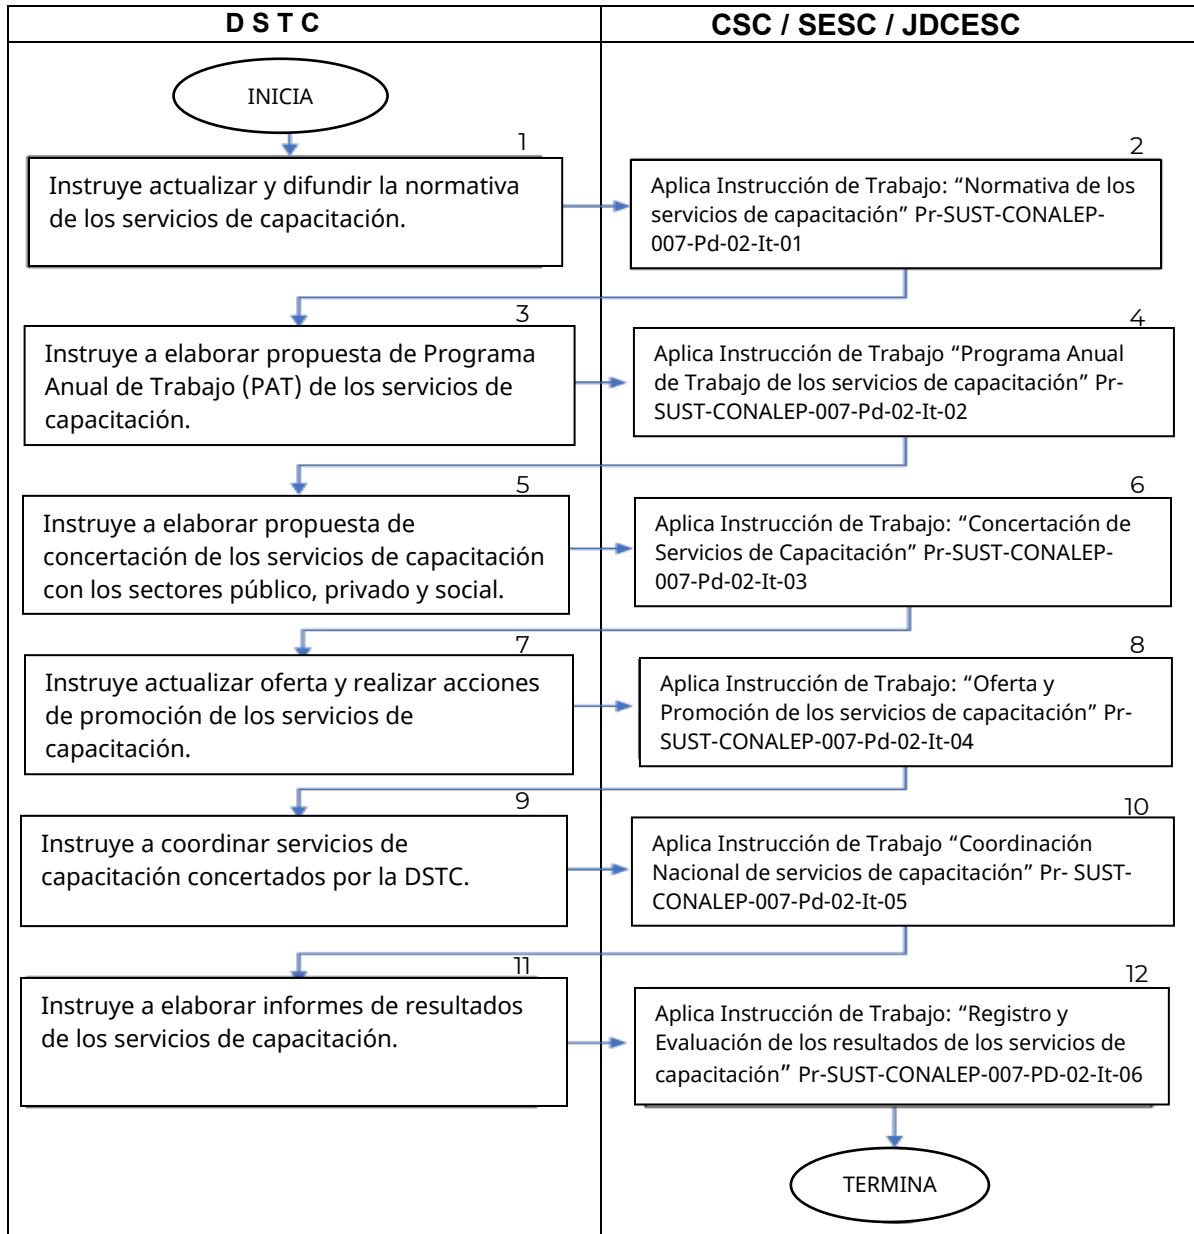 D S T C
CSC / SESC / JDCESC
INICIA
1
Instruye actualizar y difundir la normativa
de los servicios de capacitación.
2
Aplica Instrucción de Trabajo: “Normativa de los
servicios de capacitación” Pr-SUST-CONALEP-
007-Pd-02-It-01
3
Instruye a elaborar propuesta de Programa
Anual de Trabajo (PAT) de los servicios de
capacitación.
4
Aplica Instrucción de Trabajo “Programa Anual
de Trabajo de los servicios de capacitación” Pr-
SUST-CONALEP-007-Pd-02-It-02
5
Instruye a elaborar propuesta de
concertación de los servicios de capacitación
con los sectores público, privado y social.
6
Aplica Instrucción de Trabajo: “Concertación de
Servicios de Capacitación” Pr-SUST-CONALEP-
007-Pd-02-It-03
7
Instruye actualizar oferta y realizar acciones
de promoción de los servicios de
capacitación.
8
Aplica Instrucción de Trabajo: “Oferta y
Promoción de los servicios de capacitación” Pr-
SUST-CONALEP-007-Pd-02-It-04
9
Instruye a coordinar servicios de
capacitación concertados por la DSTC.
10
Aplica Instrucción de Trabajo “Coordinación
Nacional de servicios de capacitación” Pr- SUST-
CONALEP-007-Pd-02-It-05
11
Instruye a elaborar informes de resultados
de los servicios de capacitación.
12
Aplica Instrucción de Trabajo: “Registro y
Evaluación de los resultados de los servicios de
capacitación” Pr-SUST-CONALEP-007-PD-02-It-06
TERMINA